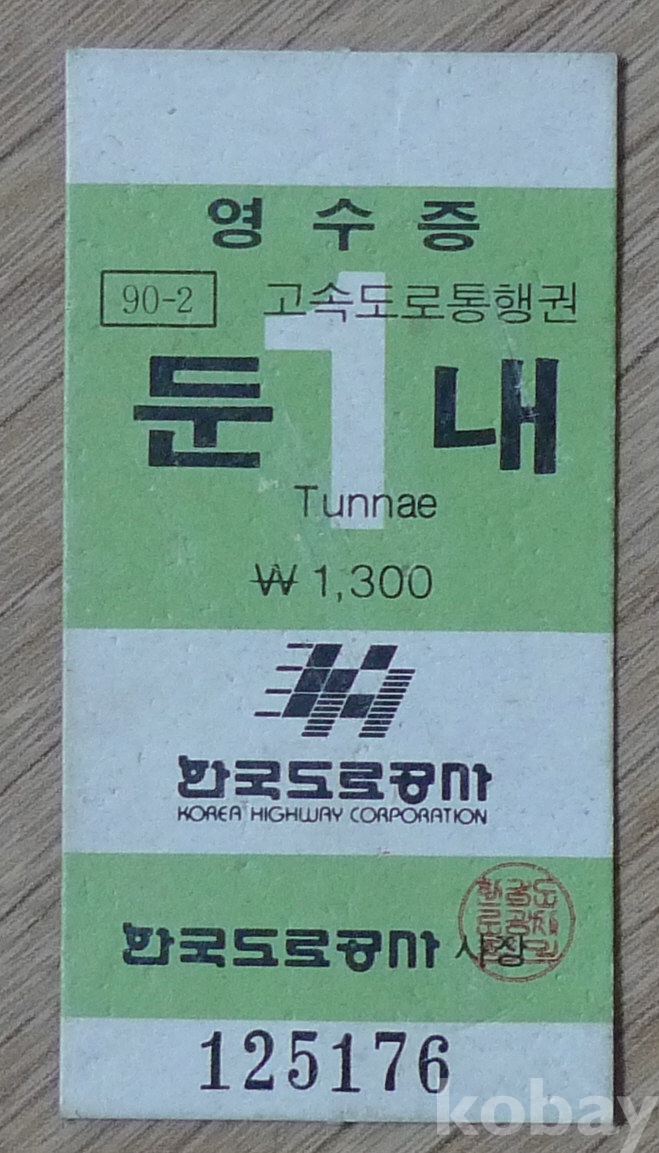 영수증
90-2 고속도로통행권
1
둔내
Tunnae
₩ 1,300
한국도로공사
KOREA HIGHWAY CORPORATION
한국도로공사 사장
125176
kobay